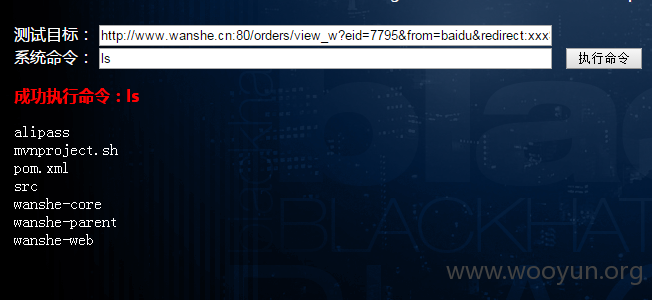 测试目标：http://www.wanshe.cn:80/orders/view_w?eid=7795&from=baidu&redirect:xxx
系统命令：ls 执行命令
成功执行命令：ls
alipass
mvnproject.sh
pom.xml
src
wanshe-core
wanshe-parent
wanshe-web
BLACKHAT
www.wooyun.org